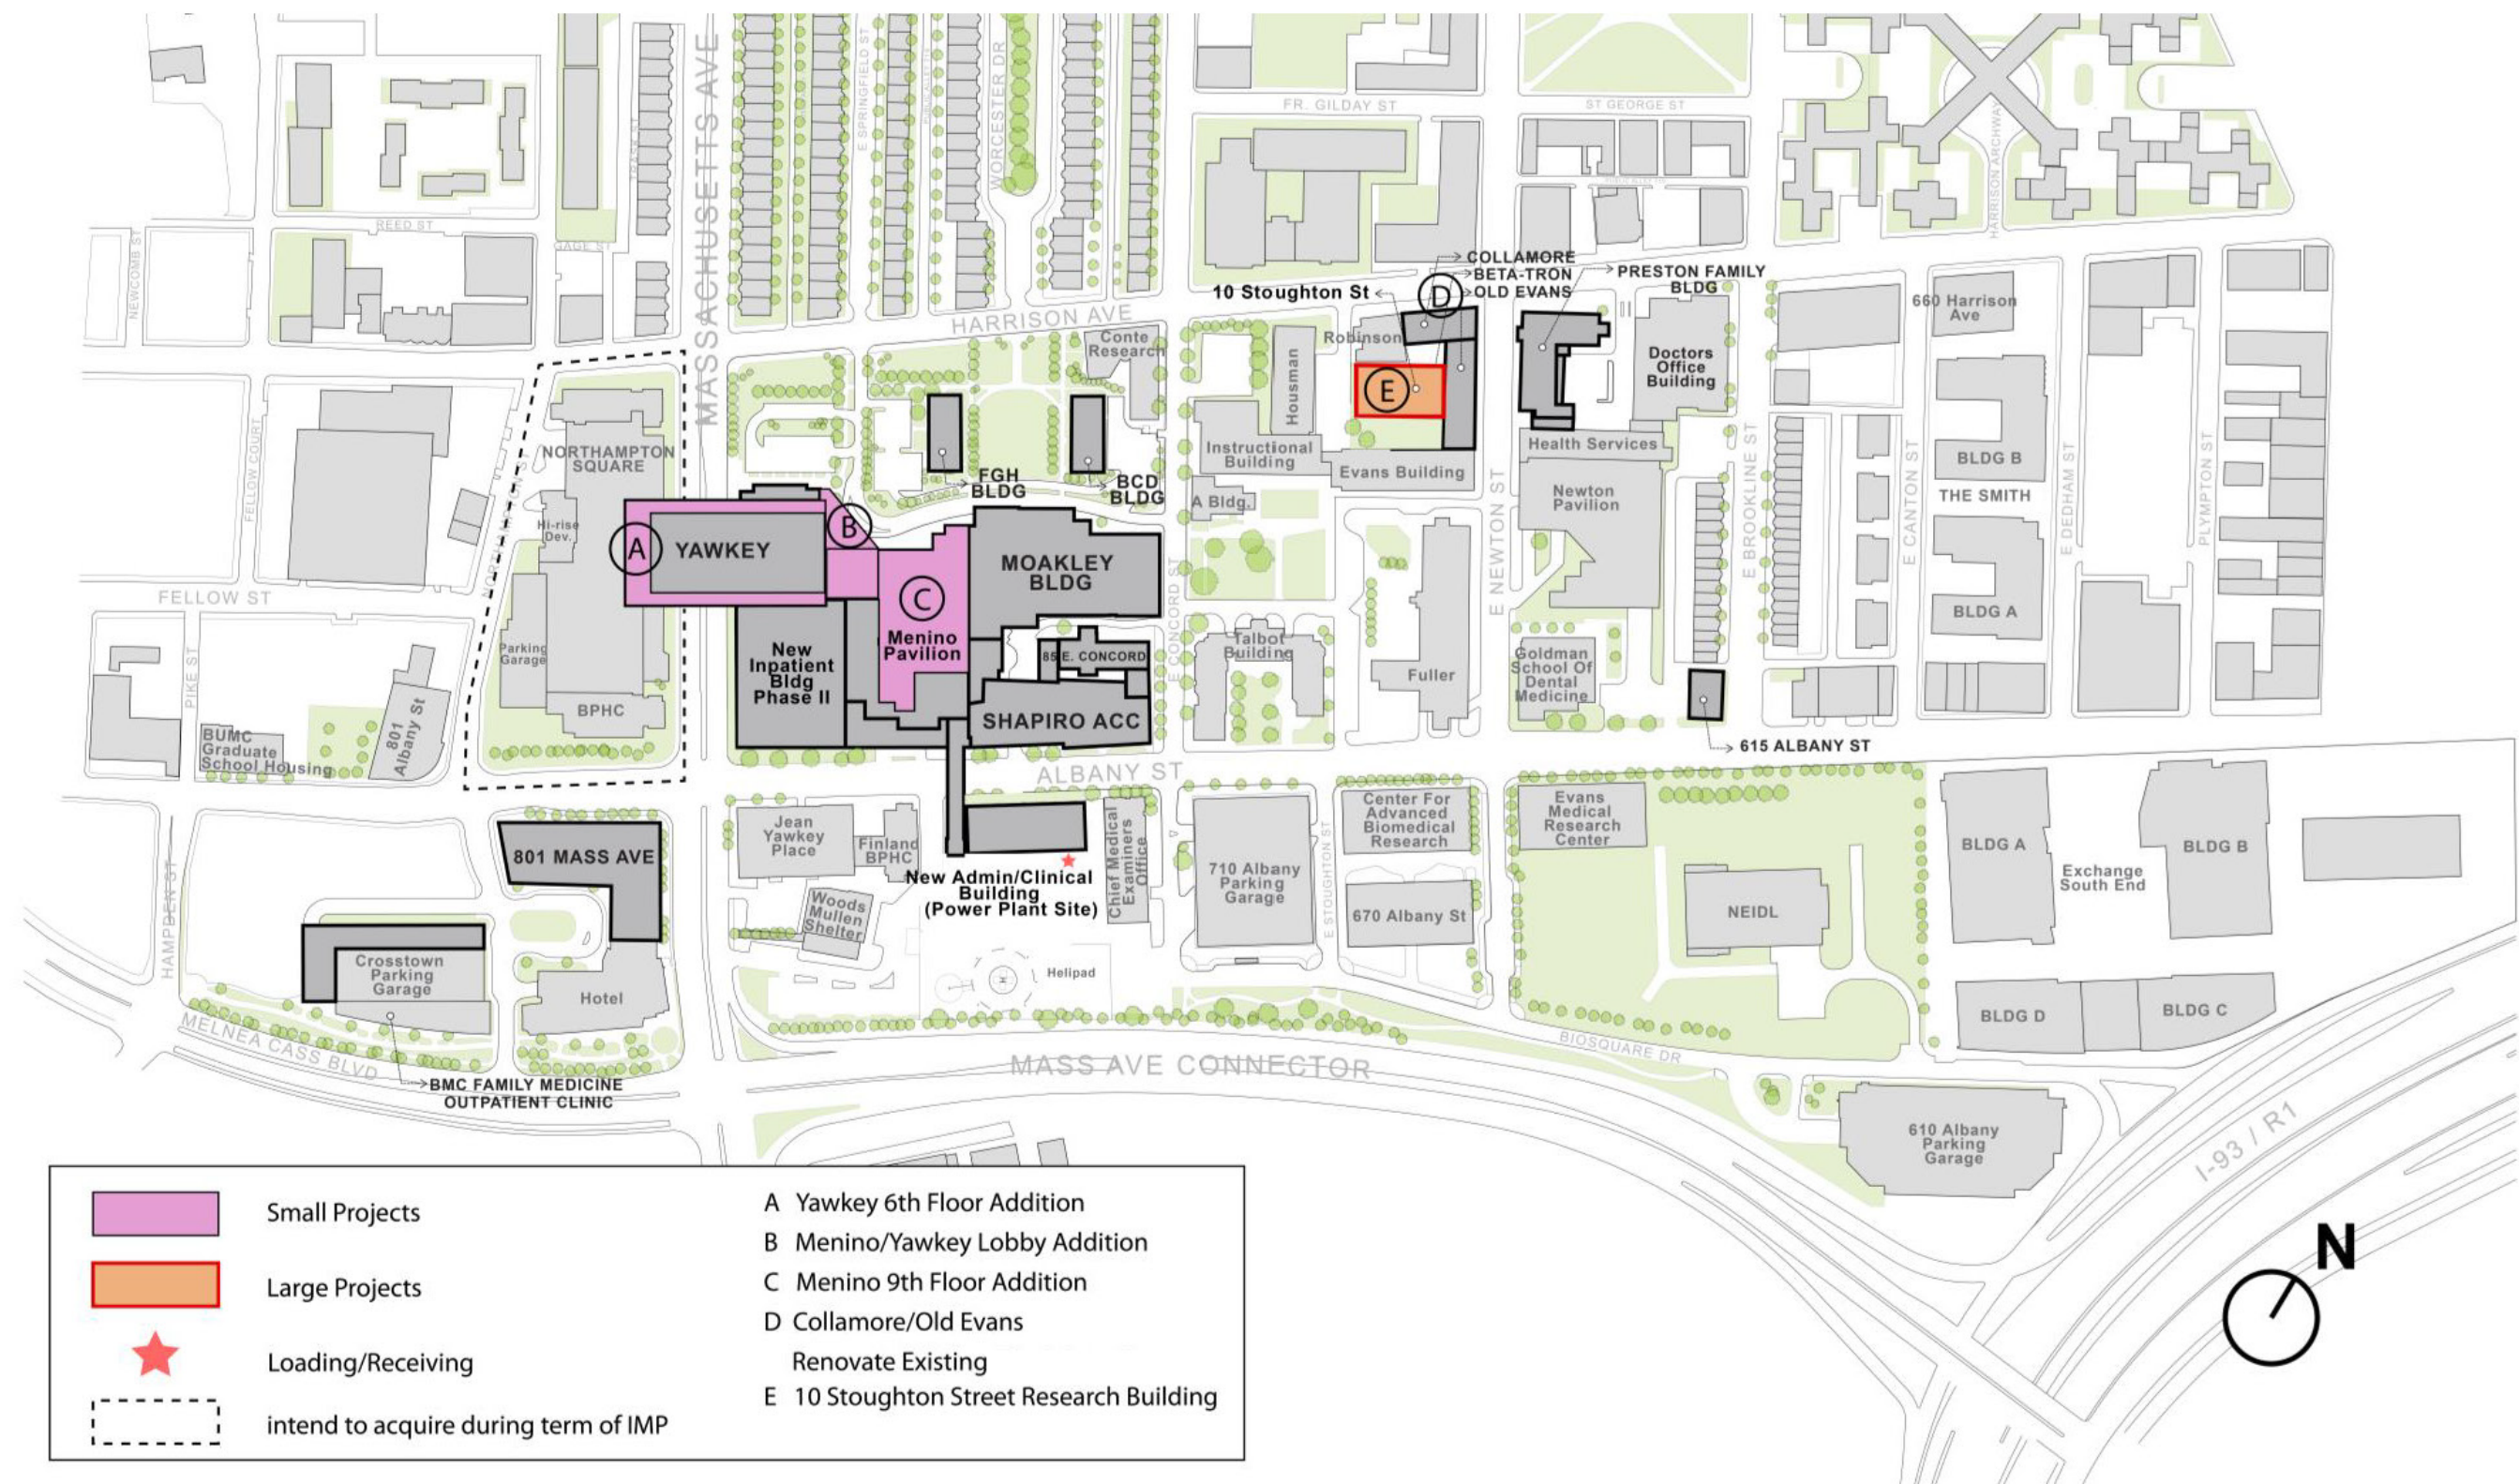 MASSACHUSETTS AVE
E SPRINGFIELD ST
WORCESTER DR
FR. GILDAY ST
ST GEORGE ST
HARRISON ARCHWAY
REED ST
GAGE ST
NEWCOMB ST
COLLAMORE
BETA-TRON
OLD EVANS
D
10 Stoughton St
PRESTON FAMILY
BLDG
660 Harrison
Ave
HARRISON AVE
Conte
Research
Robinson
Housman
E
Doctors
Office
Building
FELLOW COURT
NORTHAMPTON ST
NORTHAMPTON
SQUARE
Instructional
Building
Evans Building
Health Services
E NEWTON ST
E BROOKLINE ST
E CANTON ST
BLDG B
THE SMITH
BLDG A
E DEDHAM ST
PLYMPTON ST
FGH
BLDG
BCD
BLDG
A Bldg.
Newton
Pavilion
Hi-rise
Dev.
A
YAWKEY
B
C
MOAKLEY
BLDG
E CONCORD ST
FELLOW ST
PIKE ST
Parking
Garage
New
Inpatient
Bldg
Phase II
Menino
Pavilion
85 E. CONCORD
Talbot
Building
Fuller
Goldman
School Of
Dental
Medicine
BPHC
SHAPIRO ACC
615 ALBANY ST
BUMC
Graduate
School Housing
801
Albany St
ALBANY ST
801 MASS AVE
Jean
Yawkey
Place
Finland
BPHC
Woods
Mullen
Shelter
New Admin/Clinical
Building
(Power Plant Site)
Chief Medical
Examiners
Office
710 Albany
Parking
Garage
E STOUGHTON ST
Center For
Advanced
Biomedical
Research
670 Albany St
Evans
Medical
Research
Center
NEIDL
BLDG A
Exchange
South End
BLDG B
BLDG D
BLDG C
HAMPDEN ST
Crosstown
Parking
Garage
Hotel
H
Helipad
MELNEA CASS BLVD
BMC FAMILY MEDICINE
OUTPATIENT CLINIC
MASS AVE CONNECTOR
BIOSQUARE DR
610 Albany
Parking
Garage
I-93 / R1
N
Small Projects
Large Projects
Loading/Receiving
intend to acquire during term of IMP
A Yawkey 6th Floor Addition
B Menino/Yawkey Lobby Addition
C Menino 9th Floor Addition
D Collamore/Old Evans
Renovate Existing
E 10 Stoughton Street Research Building